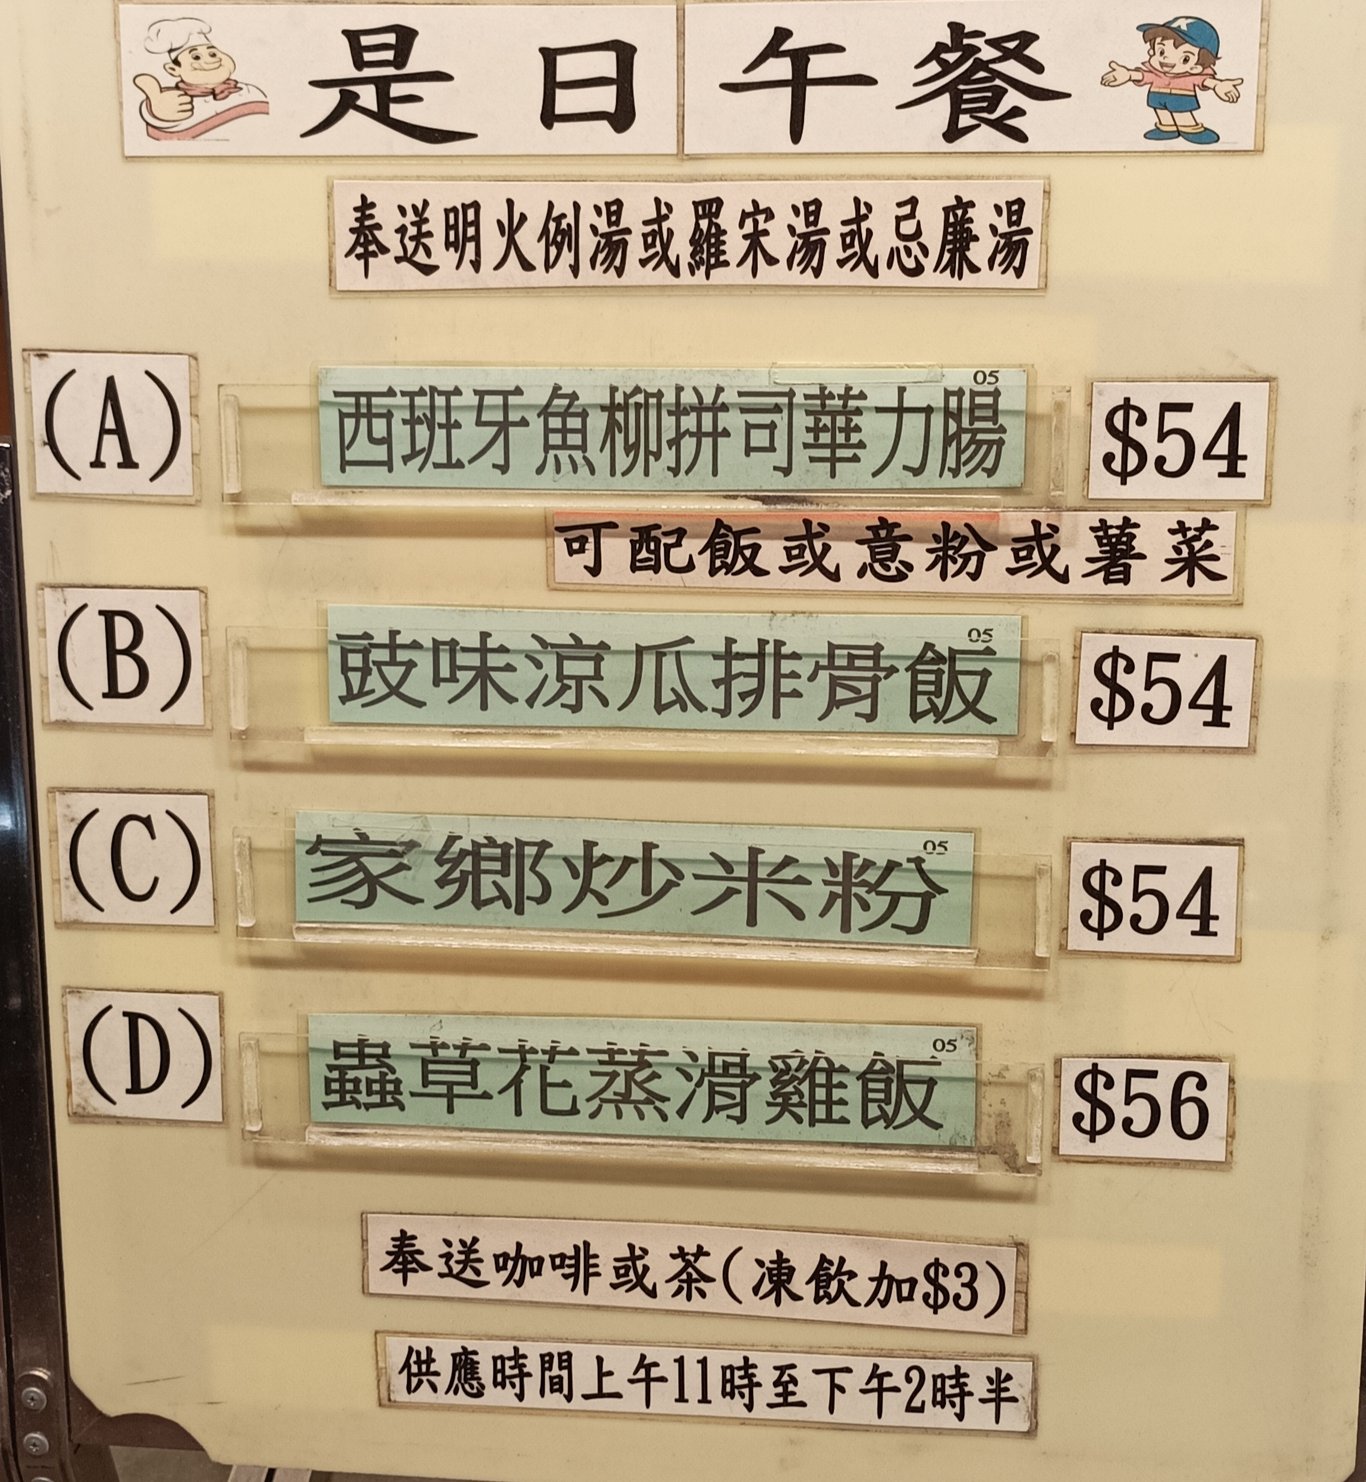 是日午餐
奉送明火例湯或羅宋湯或忌廉湯
(A) 西班牙魚柳拼司華力腸 05 $54
可配飯或意粉或薯菜
(B) 豉味涼瓜排骨飯 05 $54
(C) 家鄉炒米粉 05 $54
(D) 蟲草花蒸滑雞飯 05 $56
奉送咖啡或茶(凍飲加$3)
供應時間上午11時至下午2時半